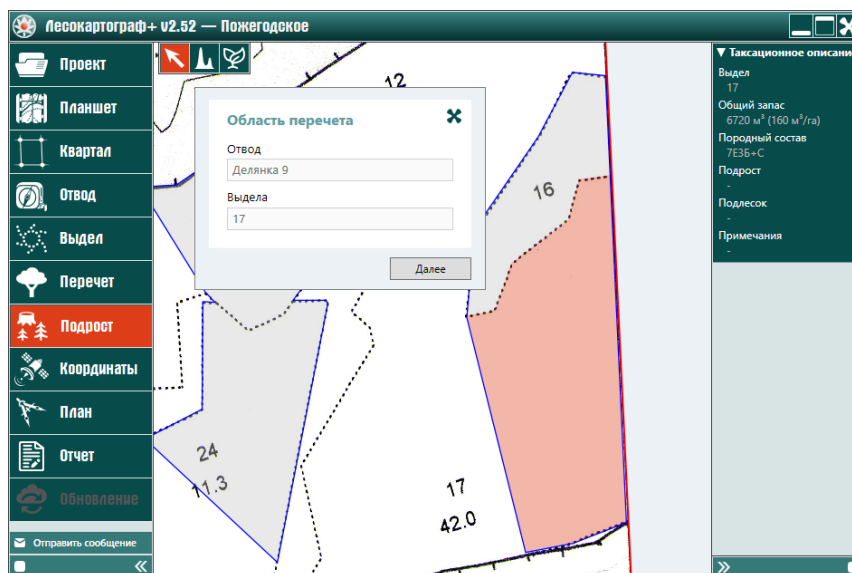 Лесокартограф+ v2.52 — Пожегодское
Проект
Планшет
Квартал
Отвод
Выдел
Перечет
Подрост
Координаты
План
Отчет
Обновление
Отправить сообщение
12
Область перечета
Отвод
Делянка 9
Выдела
17
Далее
16
24
11.3
17
42.0
Таксационное описание
Выдел
17
Общий запас
6720 м³ (160 м³/га)
Породный состав
7Е3Б+С
Подрост
-
Подлесок
-
Примечания
-